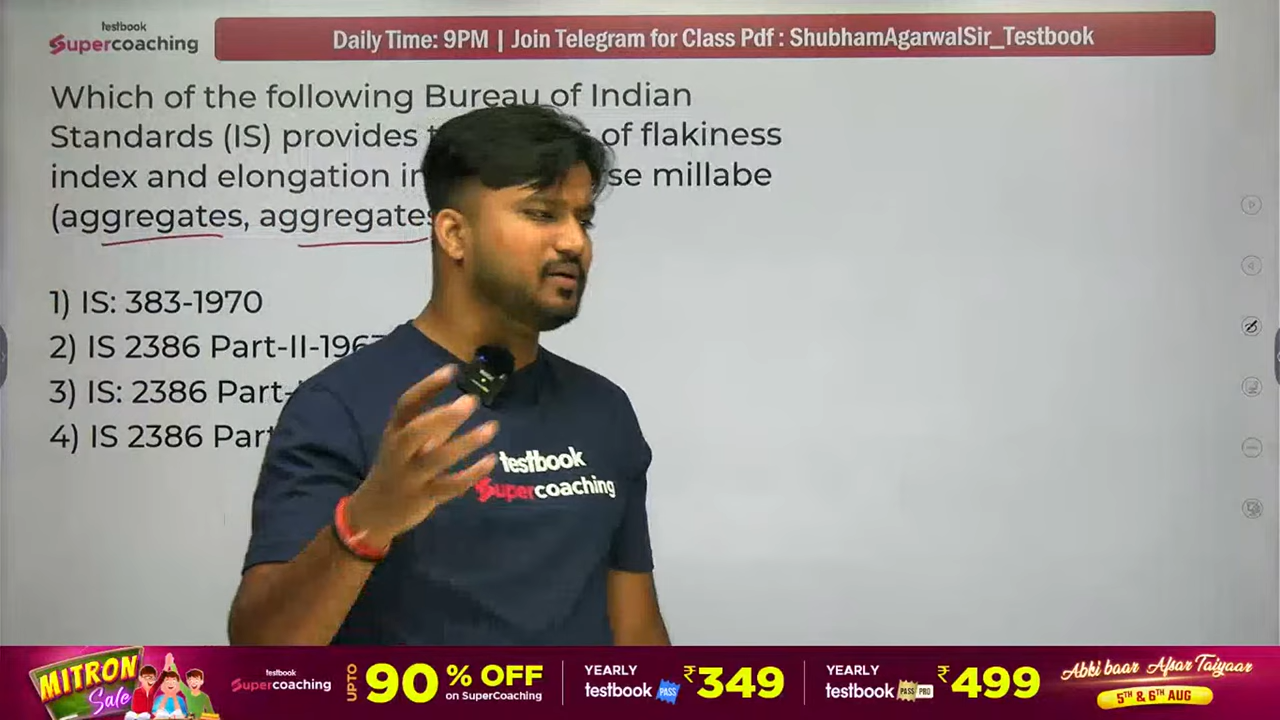 testbook
Supercoaching
Daily Time: 9PM | Join Telegram for Class Pdf : ShubhamAgarwalSir_Testbook
Which of the following Bureau of Indian
Standards (IS) provides of flakiness
index and elongation millabe
(aggregates, aggregates
1) IS: 383-1970
2) IS 2386 Part-II-196
3) IS: 2386 Part-
4) IS 2386 Par
testbook
Supercoaching
MITRON
Sale
testbook
Supercoaching
UPTO 90 % OFF
on SuperCoaching
YEARLY
testbook PASS
₹349
YEARLY
testbook PASS PRO
₹499
Abki baar Afsar Taiyaar
5TH & 6TH AUG